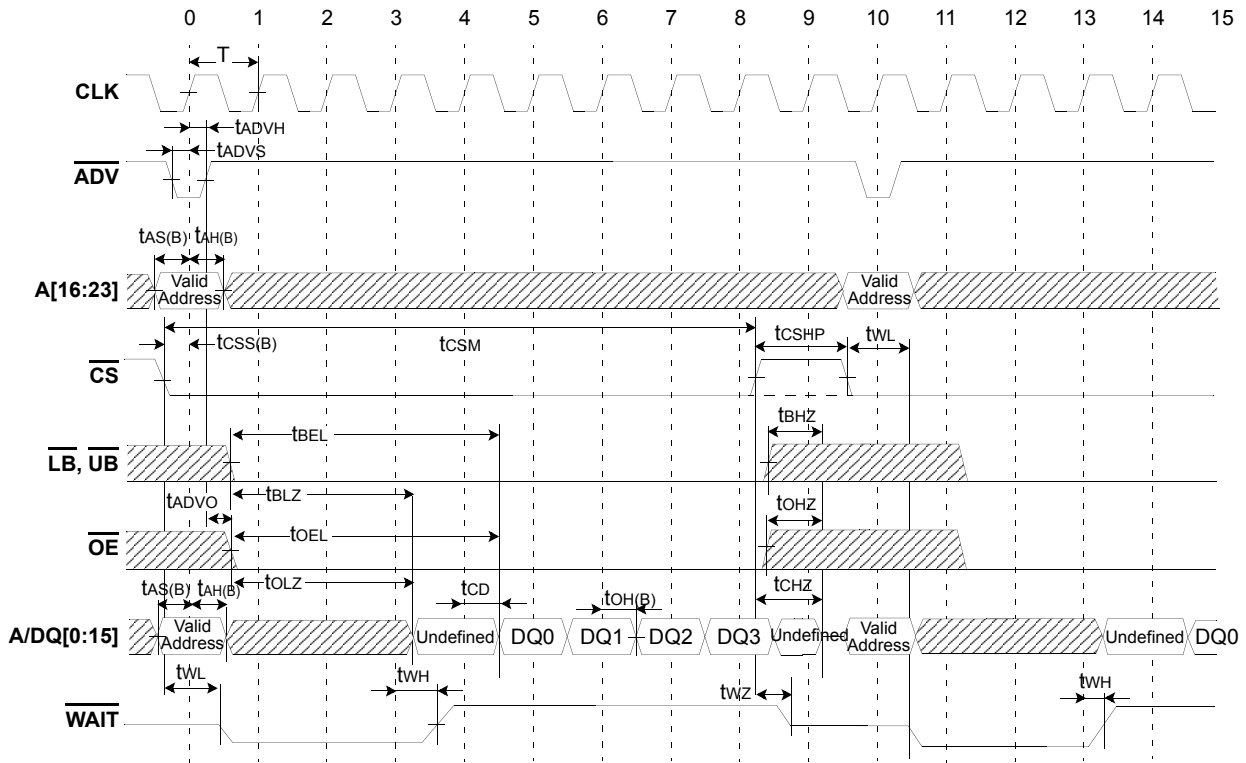 0 1 2 3 4 5 6 7 8 9 10 11 12 13 14 15
T
CLK
tADVH
tADVS
ADV
tAS(B) tAH(B)
Valid Address Valid Address
A[16:23]
tCSS(B) tCSM tCSHP tWL
CS
tBEL tBHZ
LB, UB
tBLZ
tADVO
tOEL tOHZ
OE
tOLZ
tAS(B) tAH(B) tCD tOH(B) tCHZ
A/DQ[0:15] Valid Address Undefined DQ0 DQ1 DQ2 DQ3 Undefined Valid Address Undefined DQ0
tWL tWH tWZ tWH
WAIT